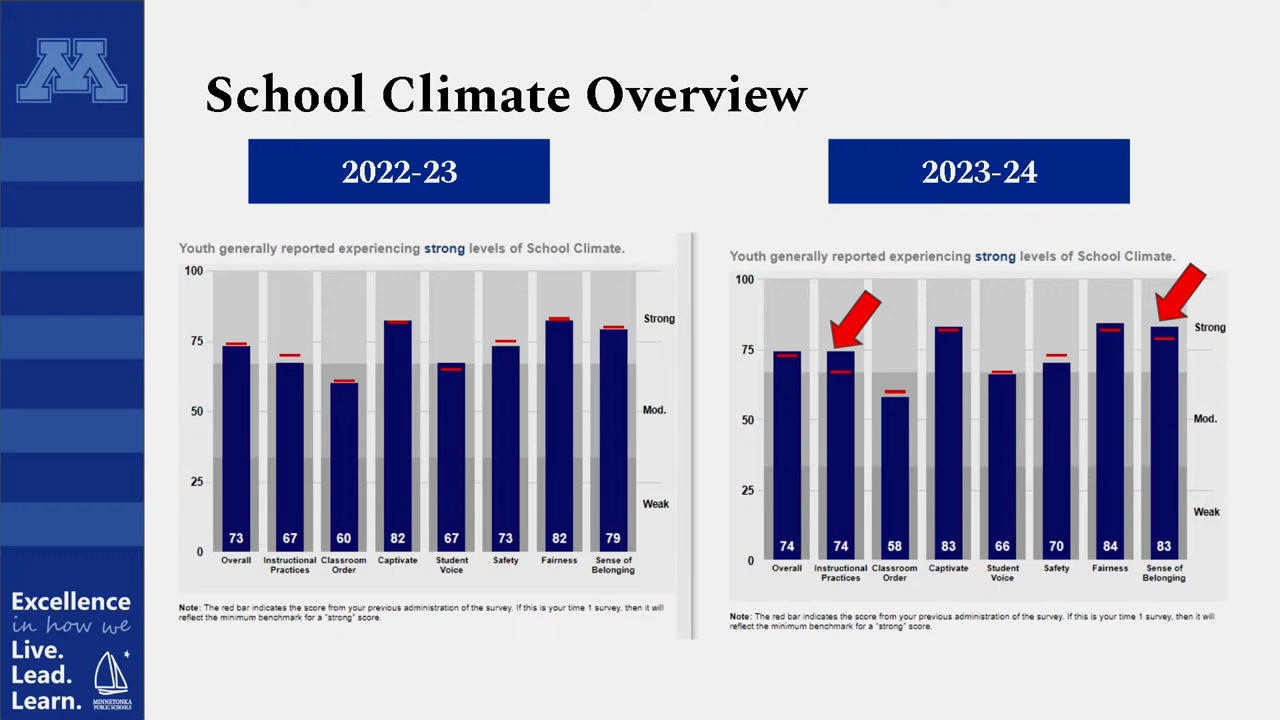 M
School Climate Overview
2022-23
2023-24
Youth generally reported experiencing strong levels of School Climate.
100
75
50
25
0
Strong
Mod.
Weak
73
67
60
82
67
73
82
79
Overall
Instructional
Practices
Classroom
Order
Captivate
Student
Voice
Safety
Fairness
Sense of
Belonging
Note: The red bar indicates the score from your previous administration of the survey. If this is your time 1 survey, then it will
reflect the minimum benchmark for a "strong" score.
Youth generally reported experiencing strong levels of School Climate.
100
75
50
25
0
Strong
Mod.
Weak
74
74
58
83
66
70
84
83
Overall
Instructional
Practices
Classroom
Order
Captivate
Student
Voice
Safety
Fairness
Sense of
Belonging
Note: The red bar indicates the score from your previous administration of the survey. If this is your time 1 survey, then it will
reflect the minimum benchmark for a "strong" score.
Excellence
in how we
Live.
Lead.
Learn.
MINNETONKA
PUBLIC SCHOOLS